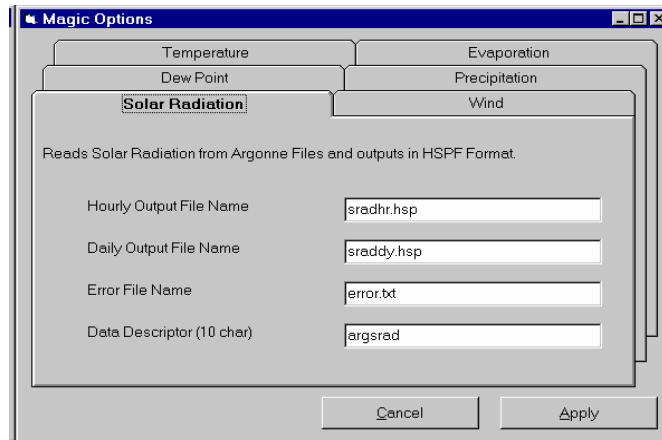 Magic Options
Temperature
Evaporation
Dew Point
Precipitation
Solar Radiation
Wind
Reads Solar Radiation from Argonne Files and outputs in HSPF Format.
Hourly Output File Name
sradhr.hsp
Daily Output File Name
sraddy.hsp
Error File Name
error.txt
Data Descriptor (10 char)
argsrad
Cancel
Apply